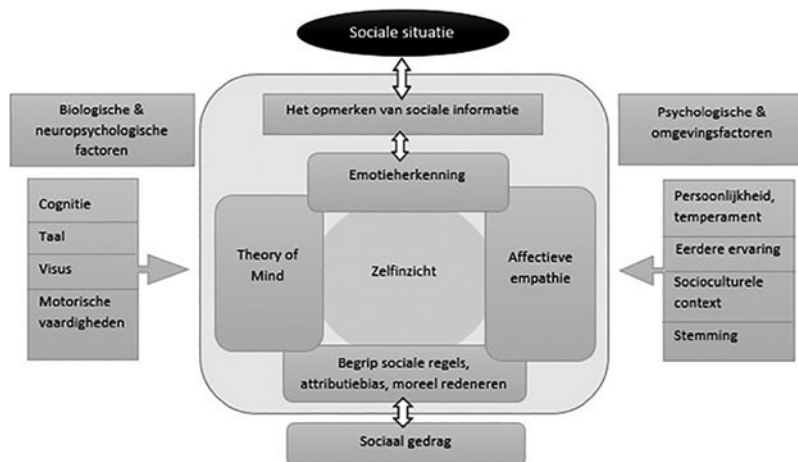 Sociale situatie
Biologische &
neuropsychologische
factoren
Cognitie
Taal
Visus
Motorische
vaardigheden
Het opmerken van sociale informatie
Emotieherkenning
Theory of
Mind
Zelfinzicht
Affectieve
empathie
Begrip sociale regels,
attributiebias, moreel redeneren
Sociaal gedrag
Psychologische &
omgevingsfactoren
Persoonlijkheid,
temperament
Eerdere ervaring
Socioculturele
context
Stemming